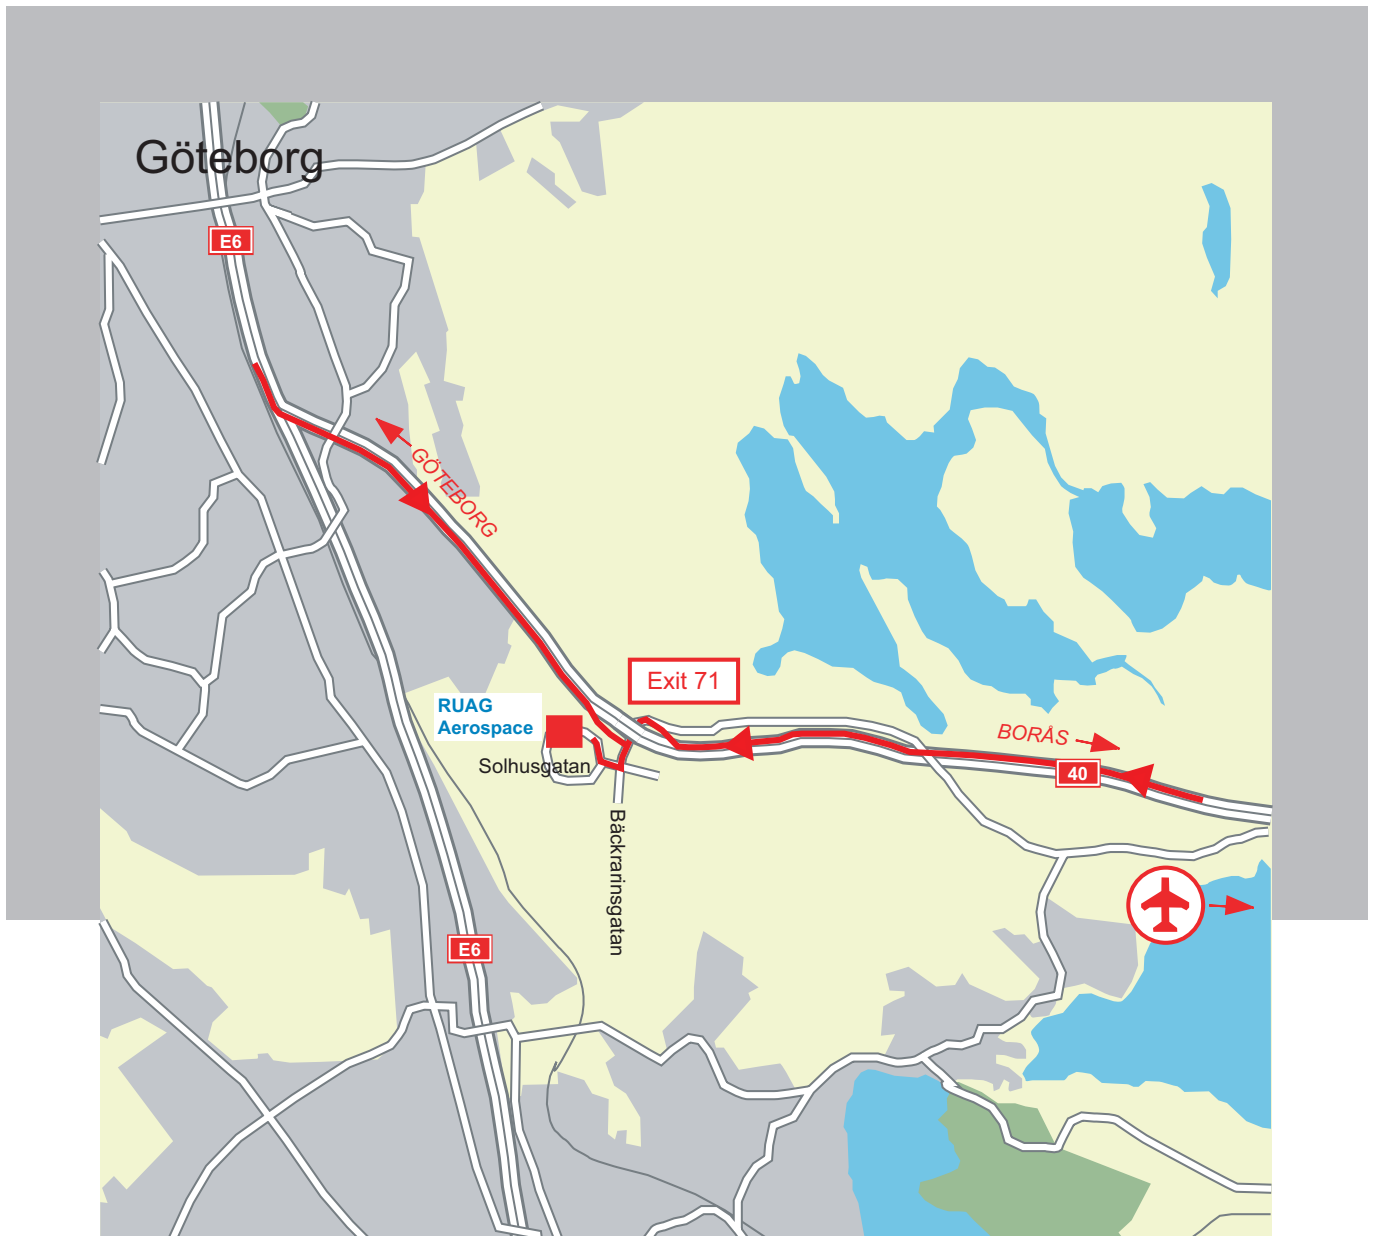 Göteborg
E6
GÖTEBORG
Exit 71
RUAG
Aerospace
BORÅS
Solhusgatan
40
Bäckrarinsgatan
E6